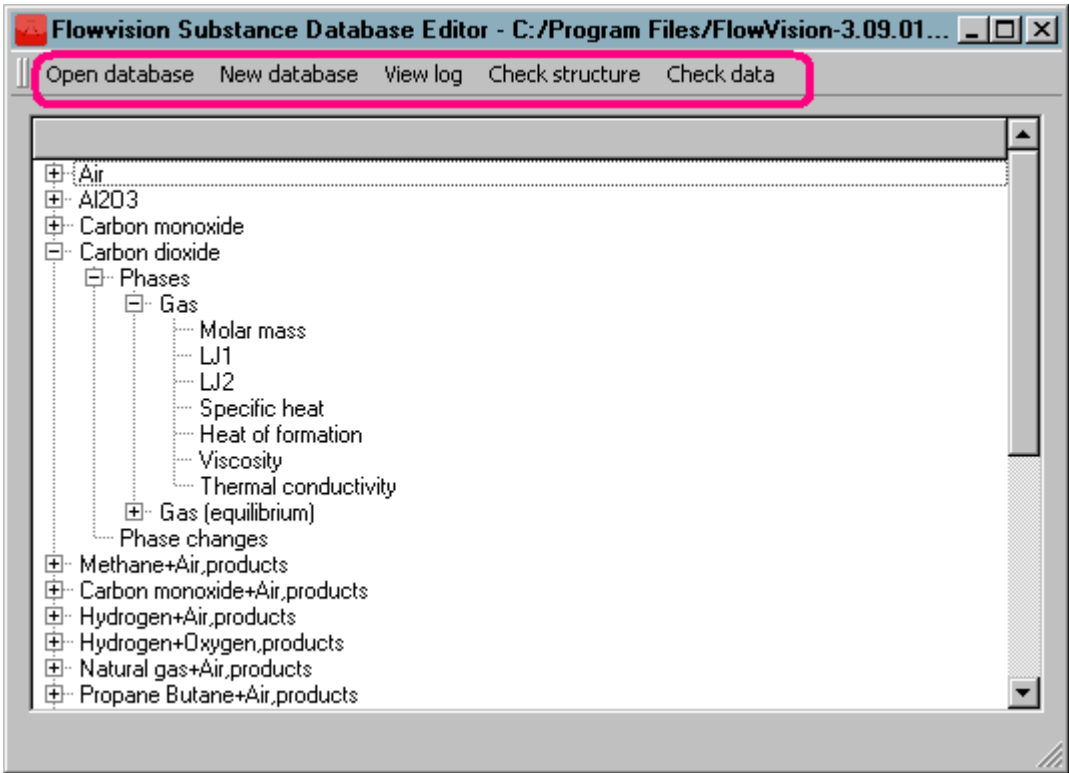 Flowvision Substance Database Editor - C:/Program Files/FlowVision-3.09.01...
Open database New database View log Check structure Check data
Air
Al2O3
Carbon monoxide
Carbon dioxide
Phases
Gas
Molar mass
LJ1
LJ2
Specific heat
Heat of formation
Viscosity
Thermal conductivity
Gas (equilibrium)
Phase changes
Methane+Air,products
Carbon monoxide+Air,products
Hydrogen+Air,products
Hydrogen+Oxygen,products
Natural gas+Air,products
Propane Butane+Air,products